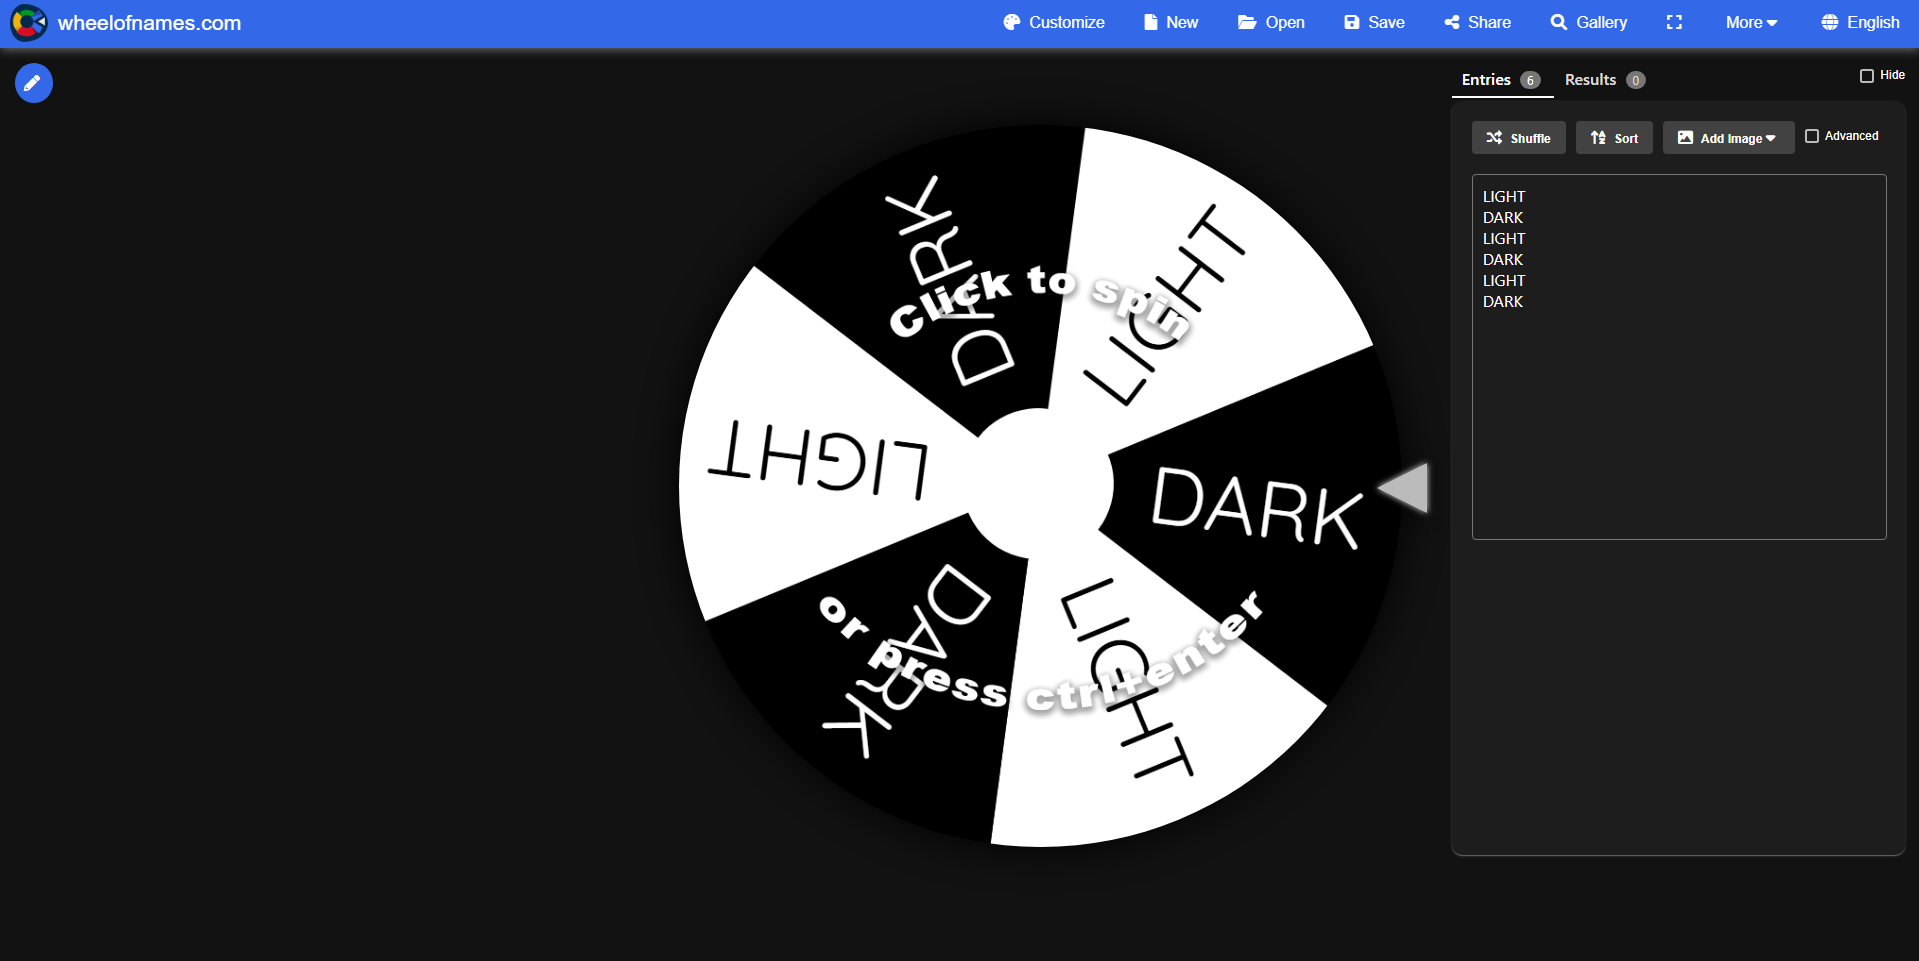 wheelofnames.com
Customize
New
Open
Save
Share
Gallery
More
English
Entries 6
Results 0
Hide
Shuffle
Sort
Add Image
Advanced
LIGHT
DARK
LIGHT
DARK
LIGHT
DARK
DARK
LIGHT
Click to spin
LIGHT
DARK
DARK
LIGHT
or press ctrl+enter